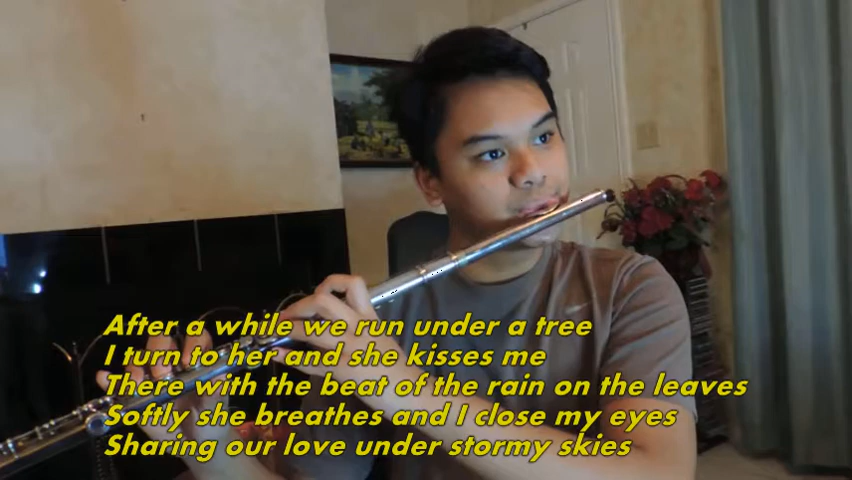 After a while we run under a tree
I turn to her and she kisses me
There with the beat of the rain on the leaves
Softly she breathes and I close my eyes
Sharing our love under stormy skies